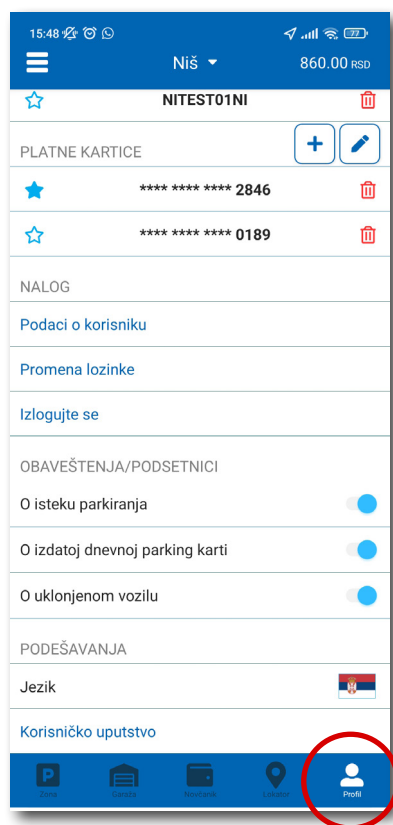 15:48
77
Niš
860.00 RSD
NITEST01NI
PLATNE KARTICE
**** **** **** 2846
**** **** **** 0189
NALOG
Podaci o korisniku
Promena lozinke
Izlogujte se
OBAVEŠTENJA/PODSETNICI
O isteku parkiranja
O izdatoj dnevnoj parking karti
O uklonjenom vozilu
PODEŠAVANJA
Jezik
Korisničko uputstvo
P
Zona Garaža Novčanik Lokator Profil